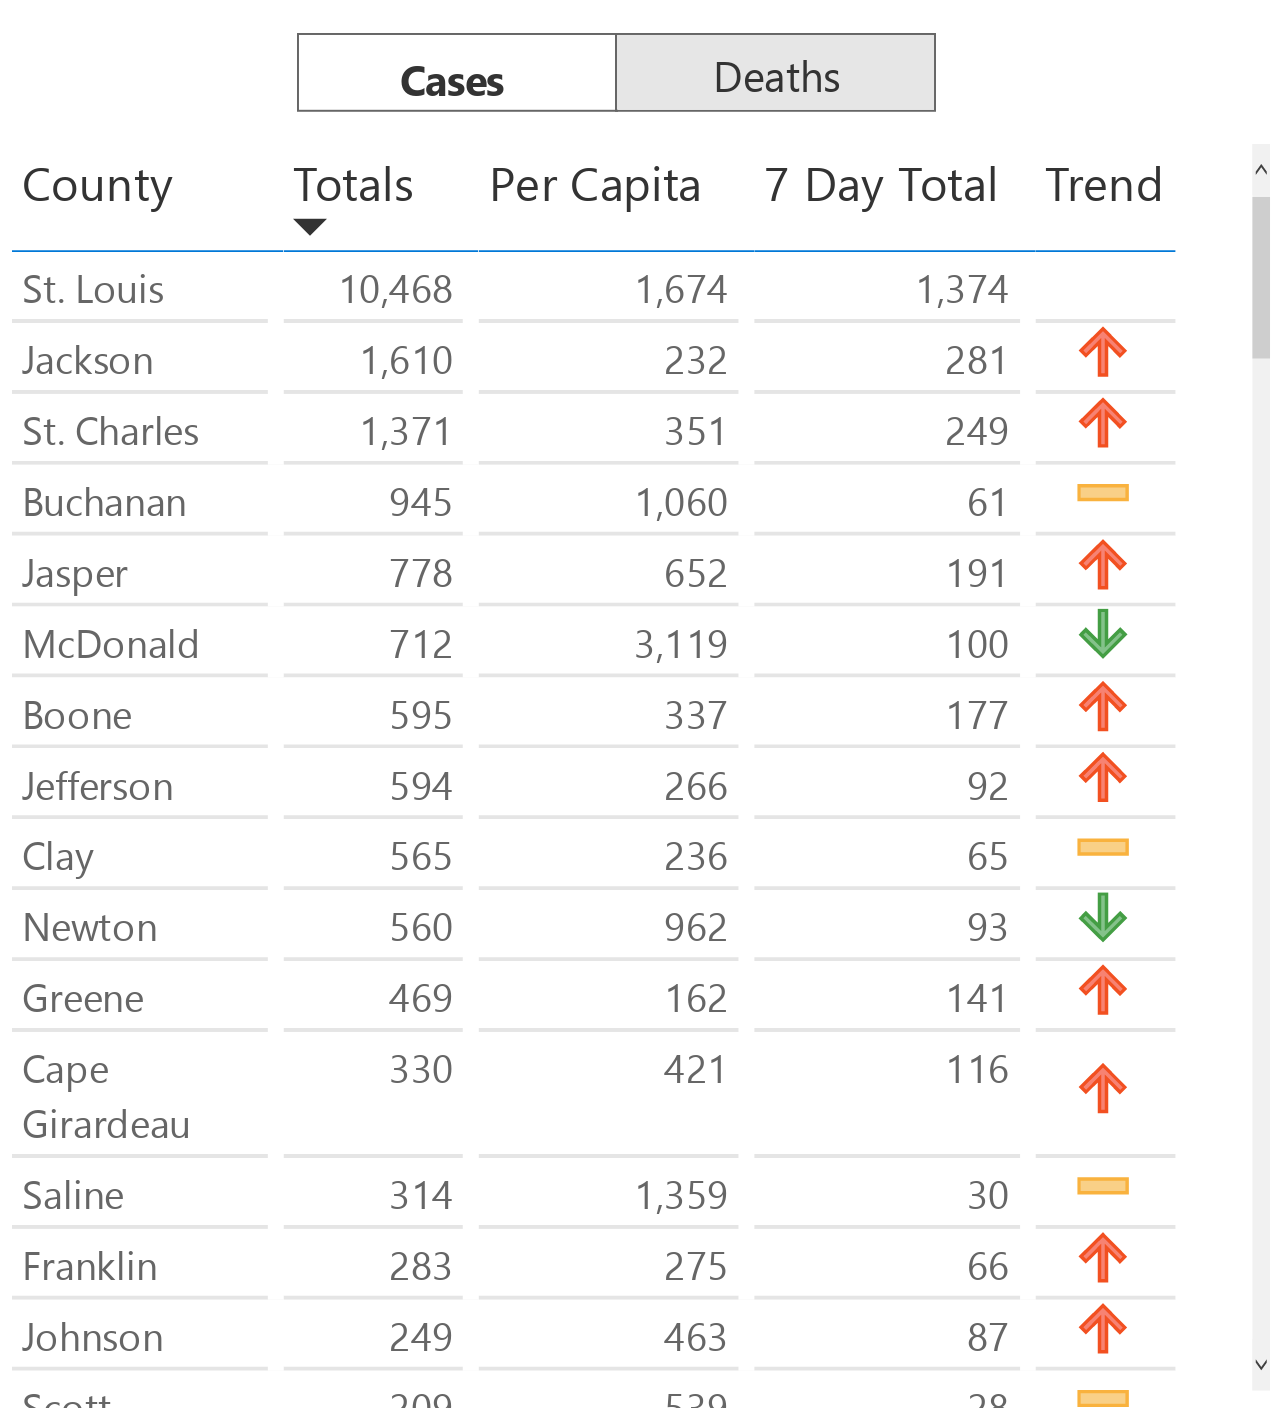 Cases Deaths
County Totals Per Capita 7 Day Total Trend
St. Louis 10,468 1,674 1,374
Jackson 1,610 232 281
St. Charles 1,371 351 249
Buchanan 945 1,060 61
Jasper 778 652 191
McDonald 712 3,119 100
Boone 595 337 177
Jefferson 594 266 92
Clay 565 236 65
Newton 560 962 93
Greene 469 162 141
Cape 330 421 116
Girardeau
Saline 314 1,359 30
Franklin 283 275 66
Johnson 249 463 87
Scott 209 539 28